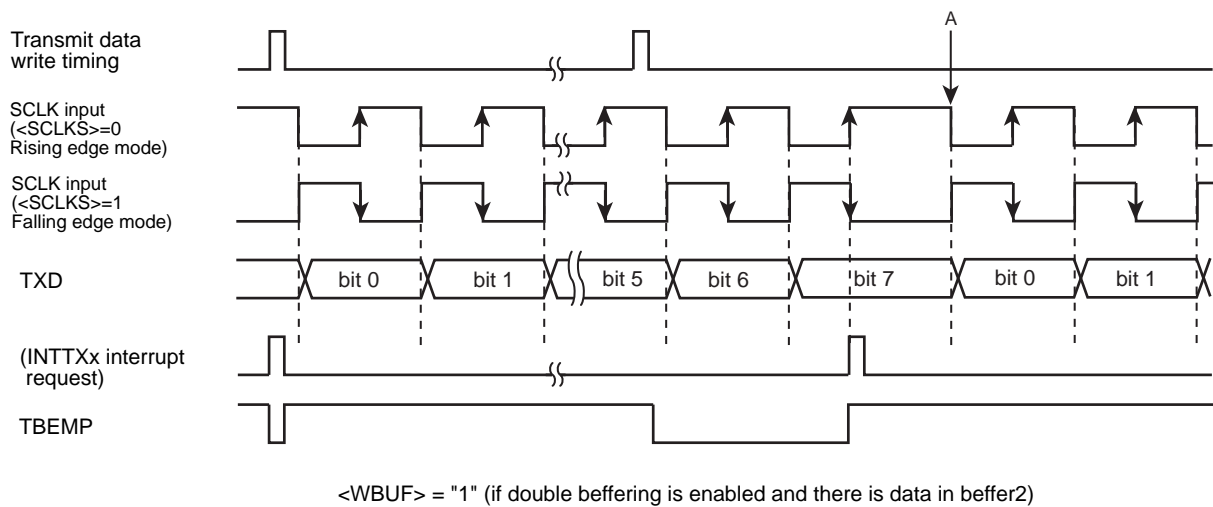 A
Transmit data
write timing
SCLK input
(<SCLKS>=0
Rising edge mode)
SCLK input
(<SCLKS>=1
Falling edge mode)
TXD
bit 0
bit 1
bit 5
bit 6
bit 7
bit 0
bit 1
(INTTXx interrupt
request)
TBEMP
<WBUF> = "1" (if double beffering is enabled and there is data in beffer2)